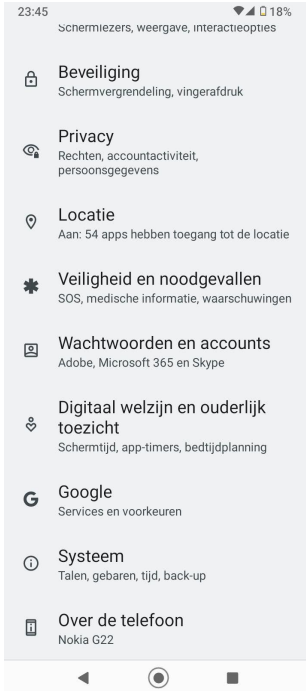 23:45
18%
Schermlezers, weergave, interactieopties
Beveiliging
Schermvergrendeling, vingerafdruk
Privacy
Rechten, accountactiviteit,
persoonsgegevens
Locatie
Aan: 54 apps hebben toegang tot de locatie
Veiligheid en noodgevallen
SOS, medische informatie, waarschuwingen
Wachtwoorden en accounts
Adobe, Microsoft 365 en Skype
Digitaal welzijn en ouderlijk
toezicht
Schermtijd, app-timers, bedtijdplanning
Google
Services en voorkeuren
Systeem
Talen, gebaren, tijd, back-up
Over de telefoon
Nokia G22